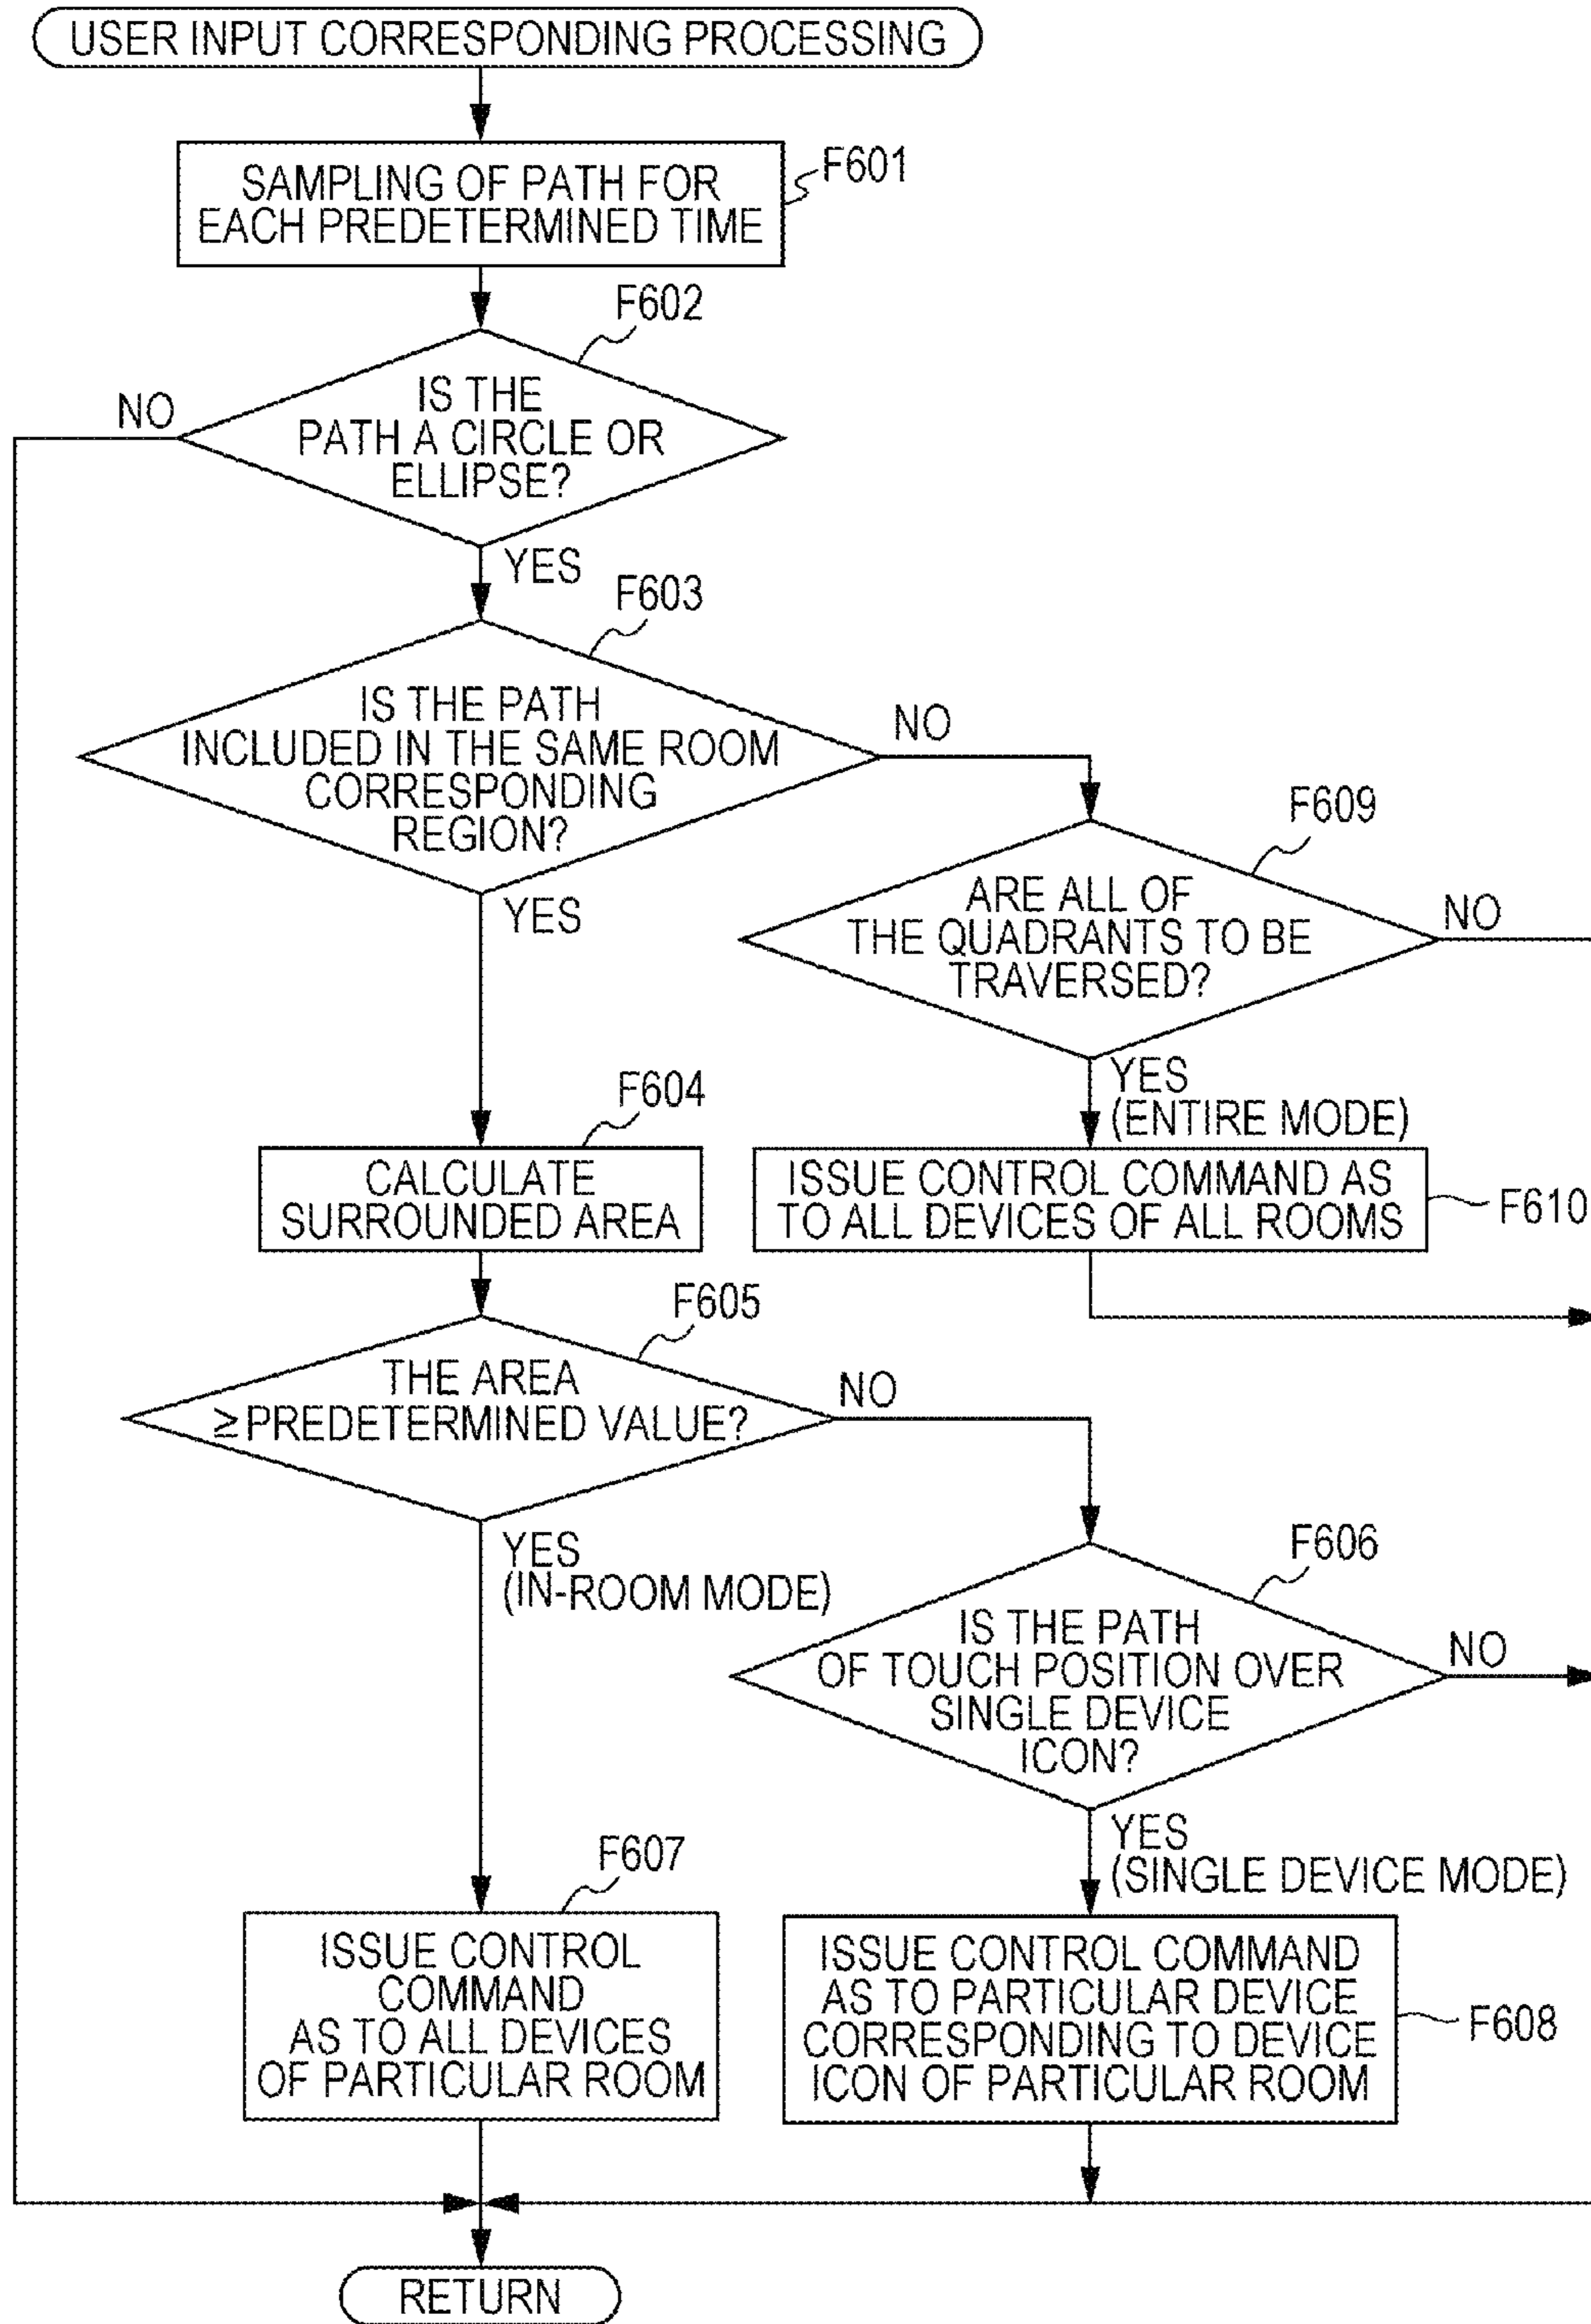 USER INPUT CORRESPONDING PROCESSING
F601
SAMPLING OF PATH FOR
EACH PREDETERMINED TIME
F602
NO
IS THE
PATH A CIRCLE OR
ELLIPSE?
YES
F603
IS THE PATH
INCLUDED IN THE SAME ROOM
CORRESPONDING
REGION?
NO
YES
F609
ARE ALL OF
THE QUADRANTS TO BE
TRAVERSED?
NO
YES
(ENTIRE MODE)
F604
CALCULATE
SURROUNDED AREA
ISSUE CONTROL COMMAND AS
TO ALL DEVICES OF ALL ROOMS
F610
F605
THE AREA
≥ PREDETERMINED VALUE?
NO
YES
(IN-ROOM MODE)
F606
IS THE PATH
OF TOUCH POSITION OVER
SINGLE DEVICE
ICON?
NO
YES
(SINGLE DEVICE MODE)
F607
ISSUE CONTROL
COMMAND
AS TO ALL DEVICES
OF PARTICULAR ROOM
ISSUE CONTROL COMMAND
AS TO PARTICULAR DEVICE
CORRESPONDING TO DEVICE
ICON OF PARTICULAR ROOM
F608
RETURN